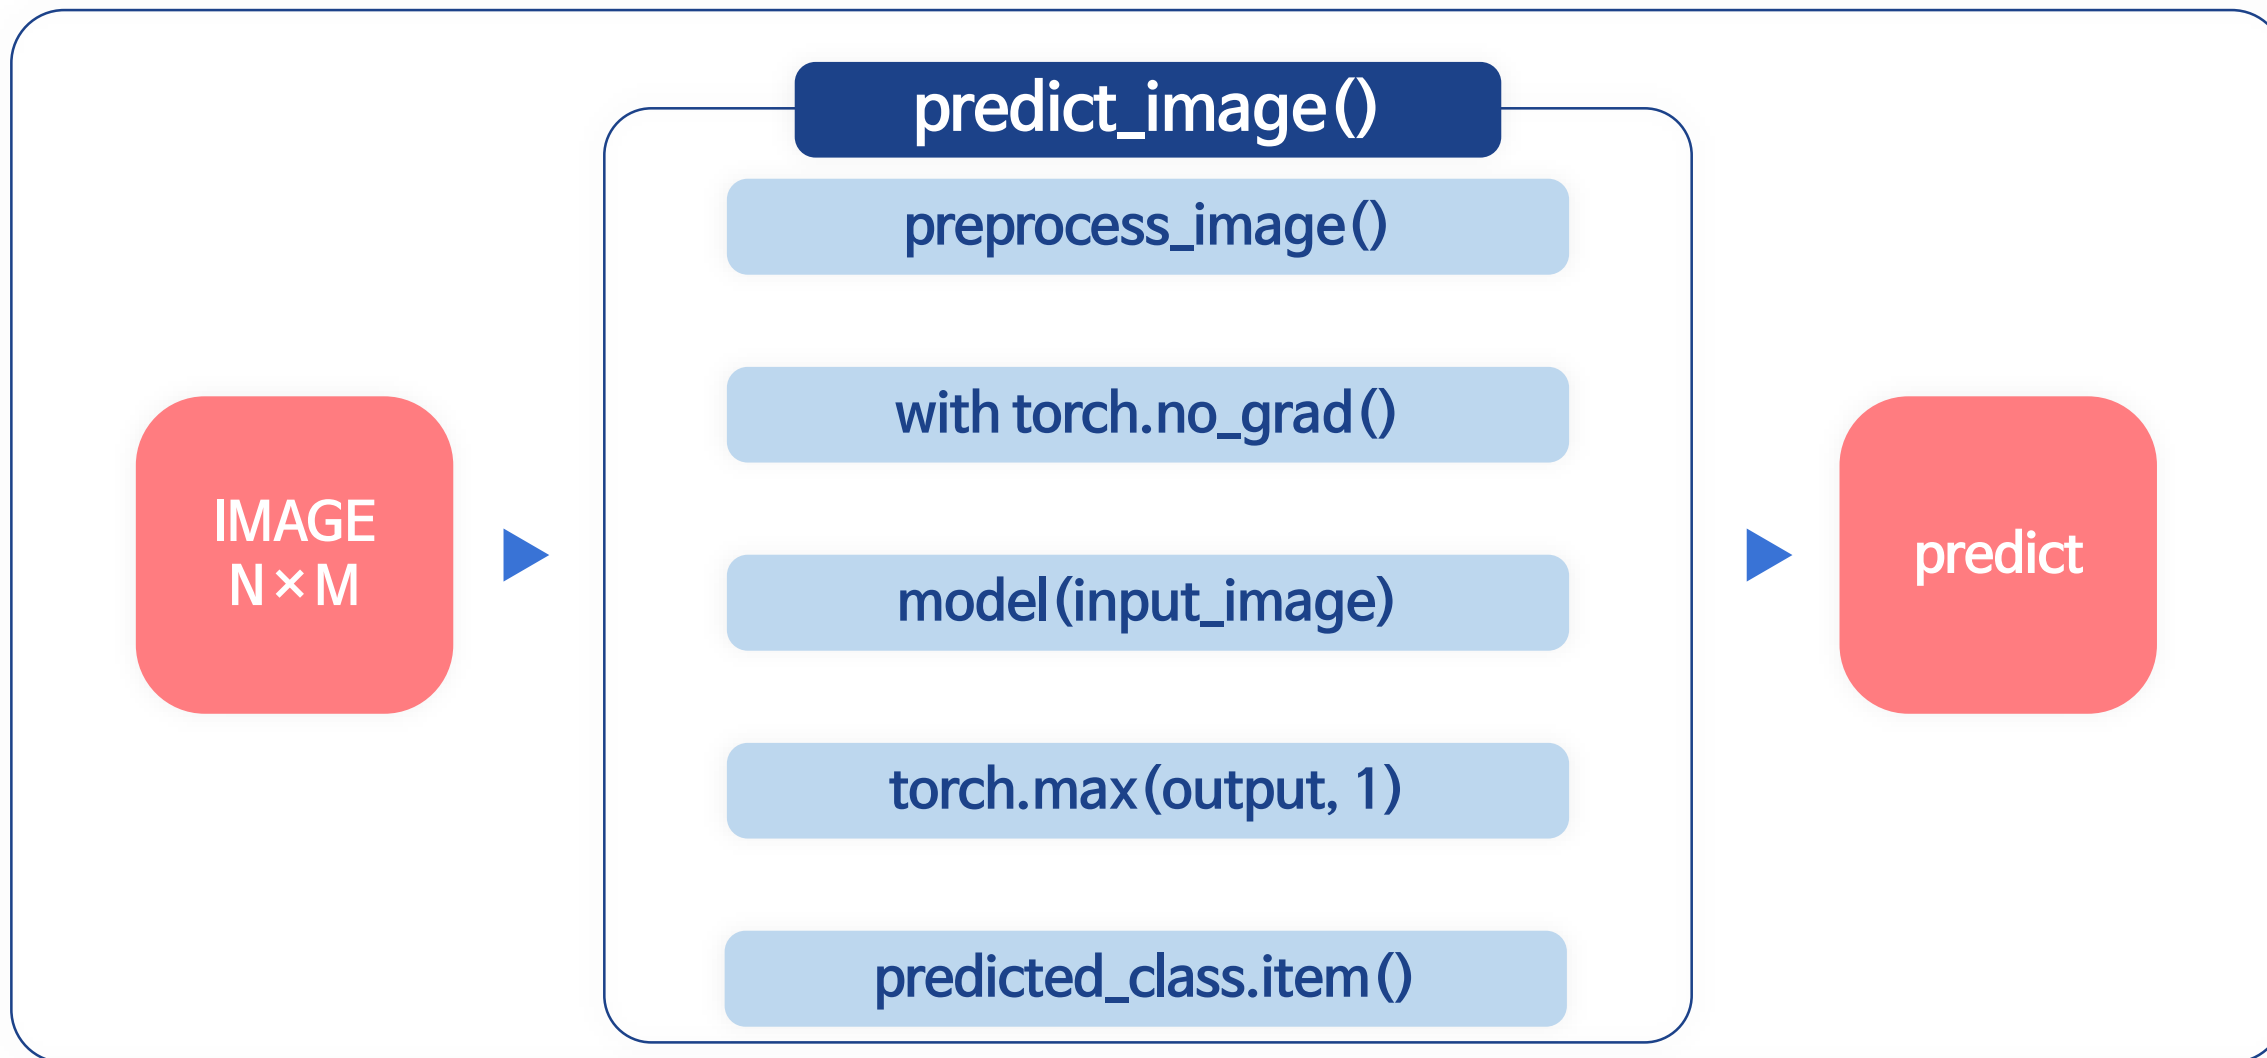 predict_image()
preprocess_image()
with torch.no_grad()
IMAGE
N×M
model(input_image)
predict
torch.max(output, 1)
predicted_class.item()